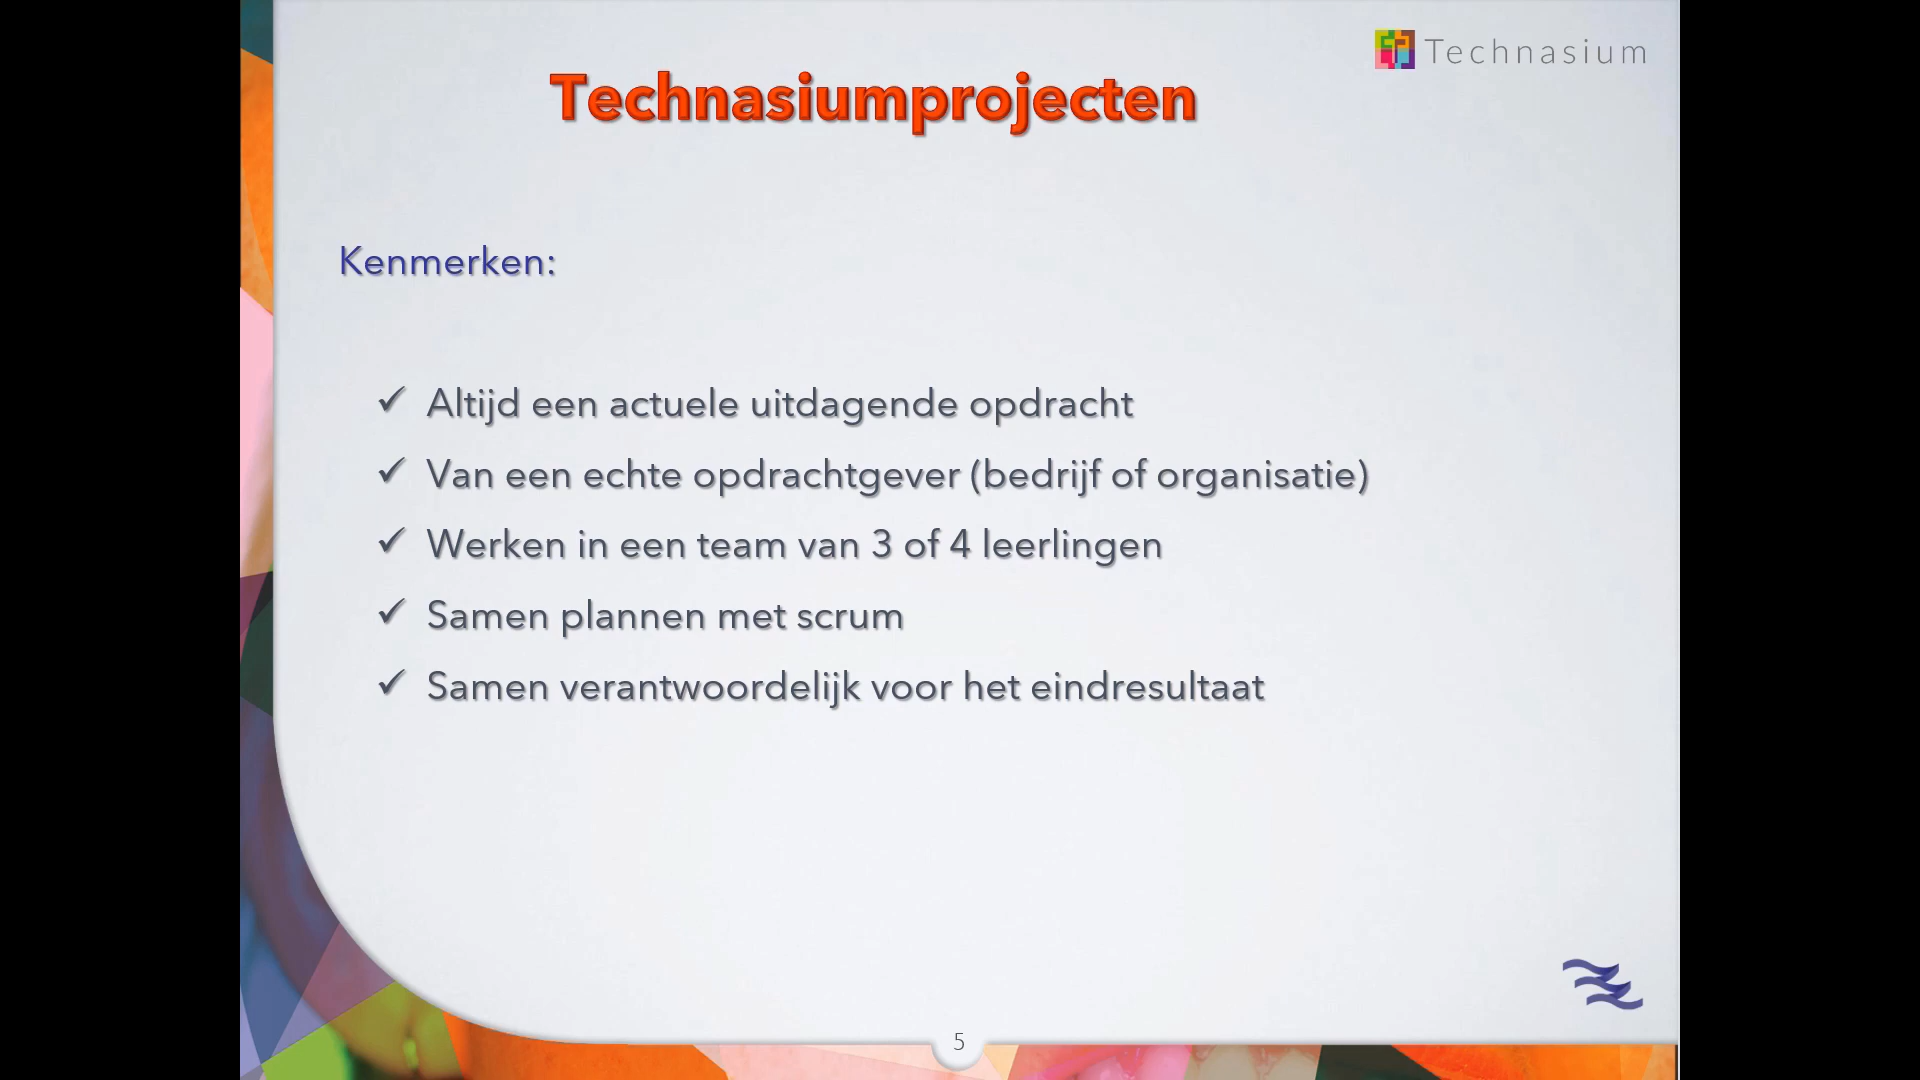 Technasium
Technasiumprojecten
Kenmerken:
✓ Altijd een actuele uitdagende opdracht
✓ Van een echte opdrachtgever (bedrijf of organisatie)
✓ Werken in een team van 3 of 4 leerlingen
✓ Samen plannen met scrum
✓ Samen verantwoordelijk voor het eindresultaat
5